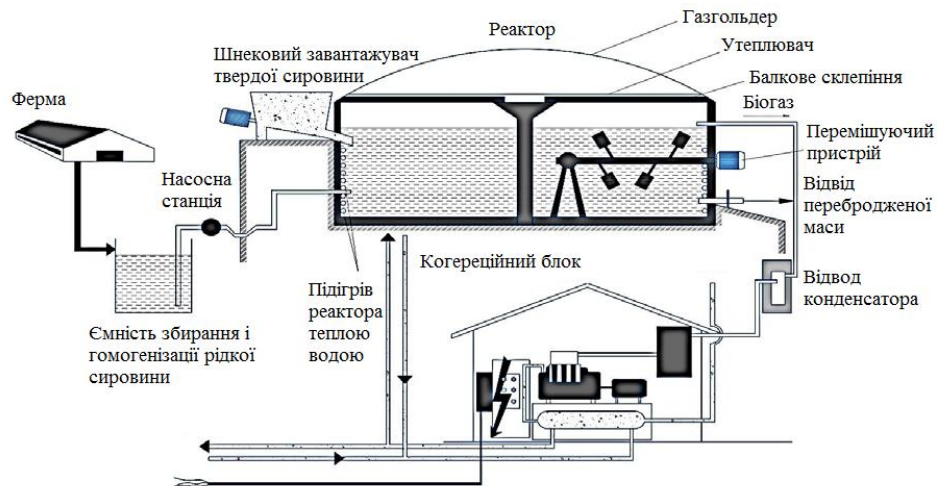 Реактор
Газгольдер
Шнековий завантажувач
твердої сировини
Утеплювач
Балкове склепіння
Ферма
Біогаз
Перемішуючий
пристрій
Насосна
станція
Відвід
перебродженої
маси
Когереційний блок
Підігрів
реактора
теплою
водою
Відвод
конденсатора
Ємність збирання і
гомогенізації рідкої
сировини